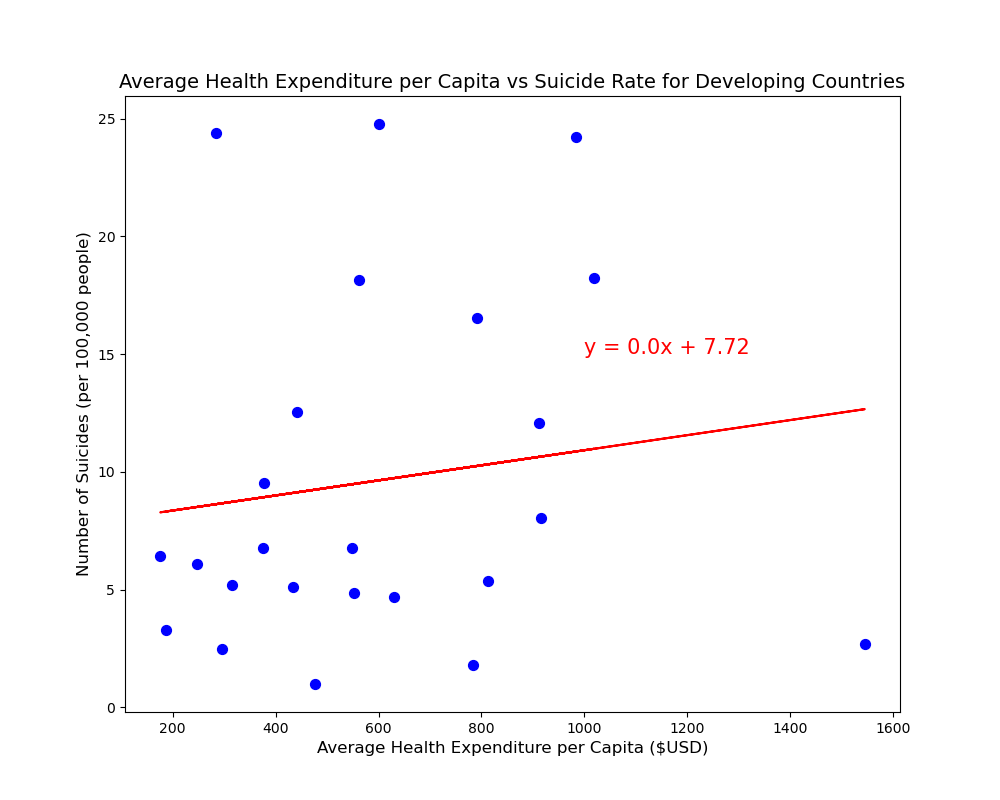 Average Health Expenditure per Capita vs Suicide Rate for Developing Countries
25
20
15
10
5
0
Number of Suicides (per 100,000 people)
y = 0.0x + 7.72
200 400 600 800 1000 1200 1400 1600
Average Health Expenditure per Capita ($USD)